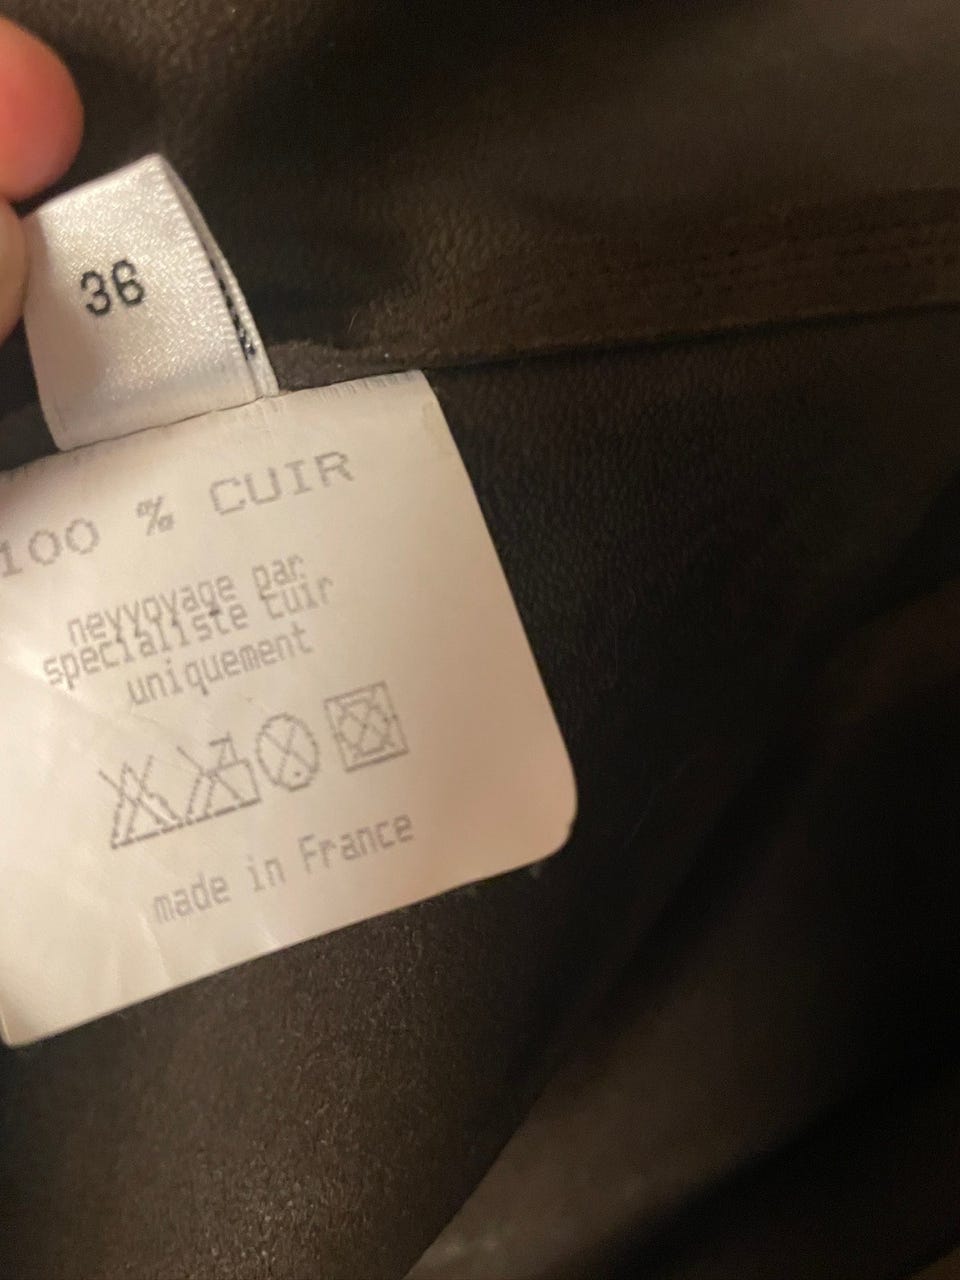 36
100 % CUIR
neyyoyage par
specialiste cuir
uniquement
made in France